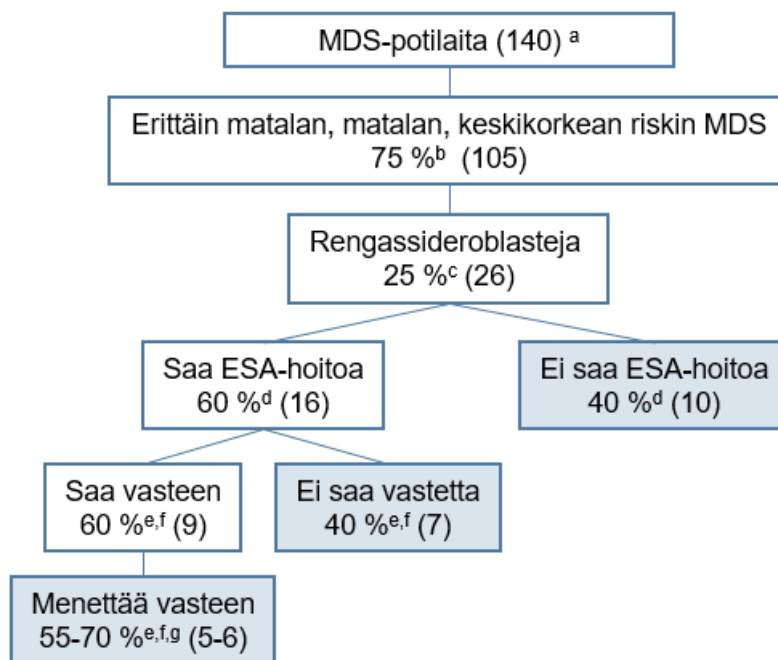 MDS-potilaita (140) ᵃ
Erittäin matalan, matalan, keskikorkean riskin MDS
75 %ᵇ (105)
Rengassideroblasteja
25 %ᶜ (26)
Saa ESA-hoitoa
60 %ᵈ (16)
Ei saa ESA-hoitoa
40 %ᵈ (10)
Saa vasteen
60 %ᵉ,ᶠ (9)
Ei saa vastetta
40 %ᵉ,ᶠ (7)
Menettää vasteen
55-70 %ᵉ,ᶠ,ᵍ (5-6)